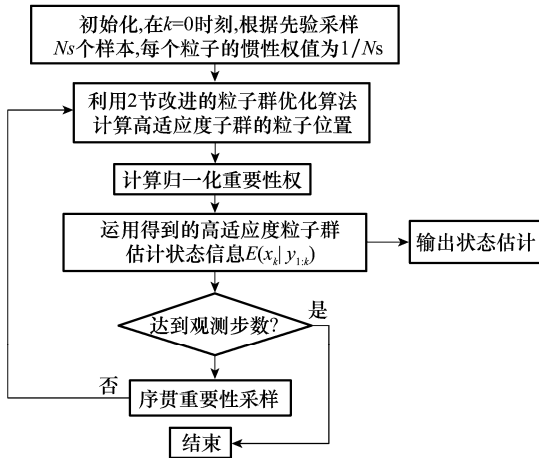 初始化,在k=0时刻,根据先验采样
Ns个样本,每个粒子的惯性权值为1/Ns
利用2节改进的粒子群优化算法
计算高适应度子群的粒子位置
计算归一化重要性权
运用得到的高适应度粒子群
估计状态信息E(xk|y1:k)
输出状态估计
达到观测步数?
是
否
序贯重要性采样
结束